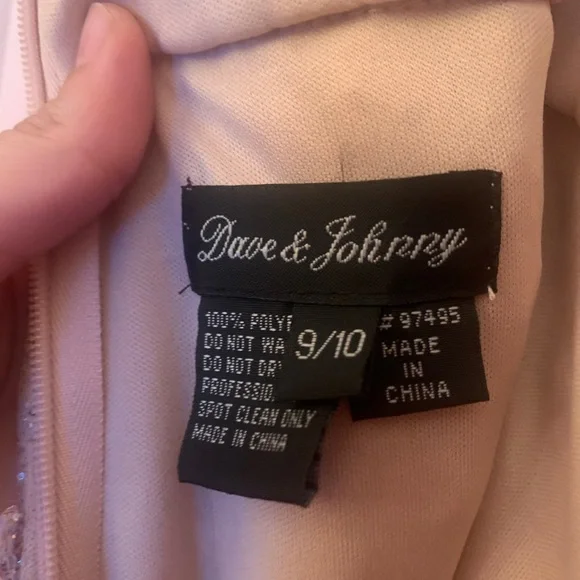 Dave & Johnny
100% POLY
DO NOT WA
DO NOT DR
PROFESSIO
SPOT CLEAN ONLY
MADE IN CHINA
9/10
# 97495
MADE
IN
CHINA